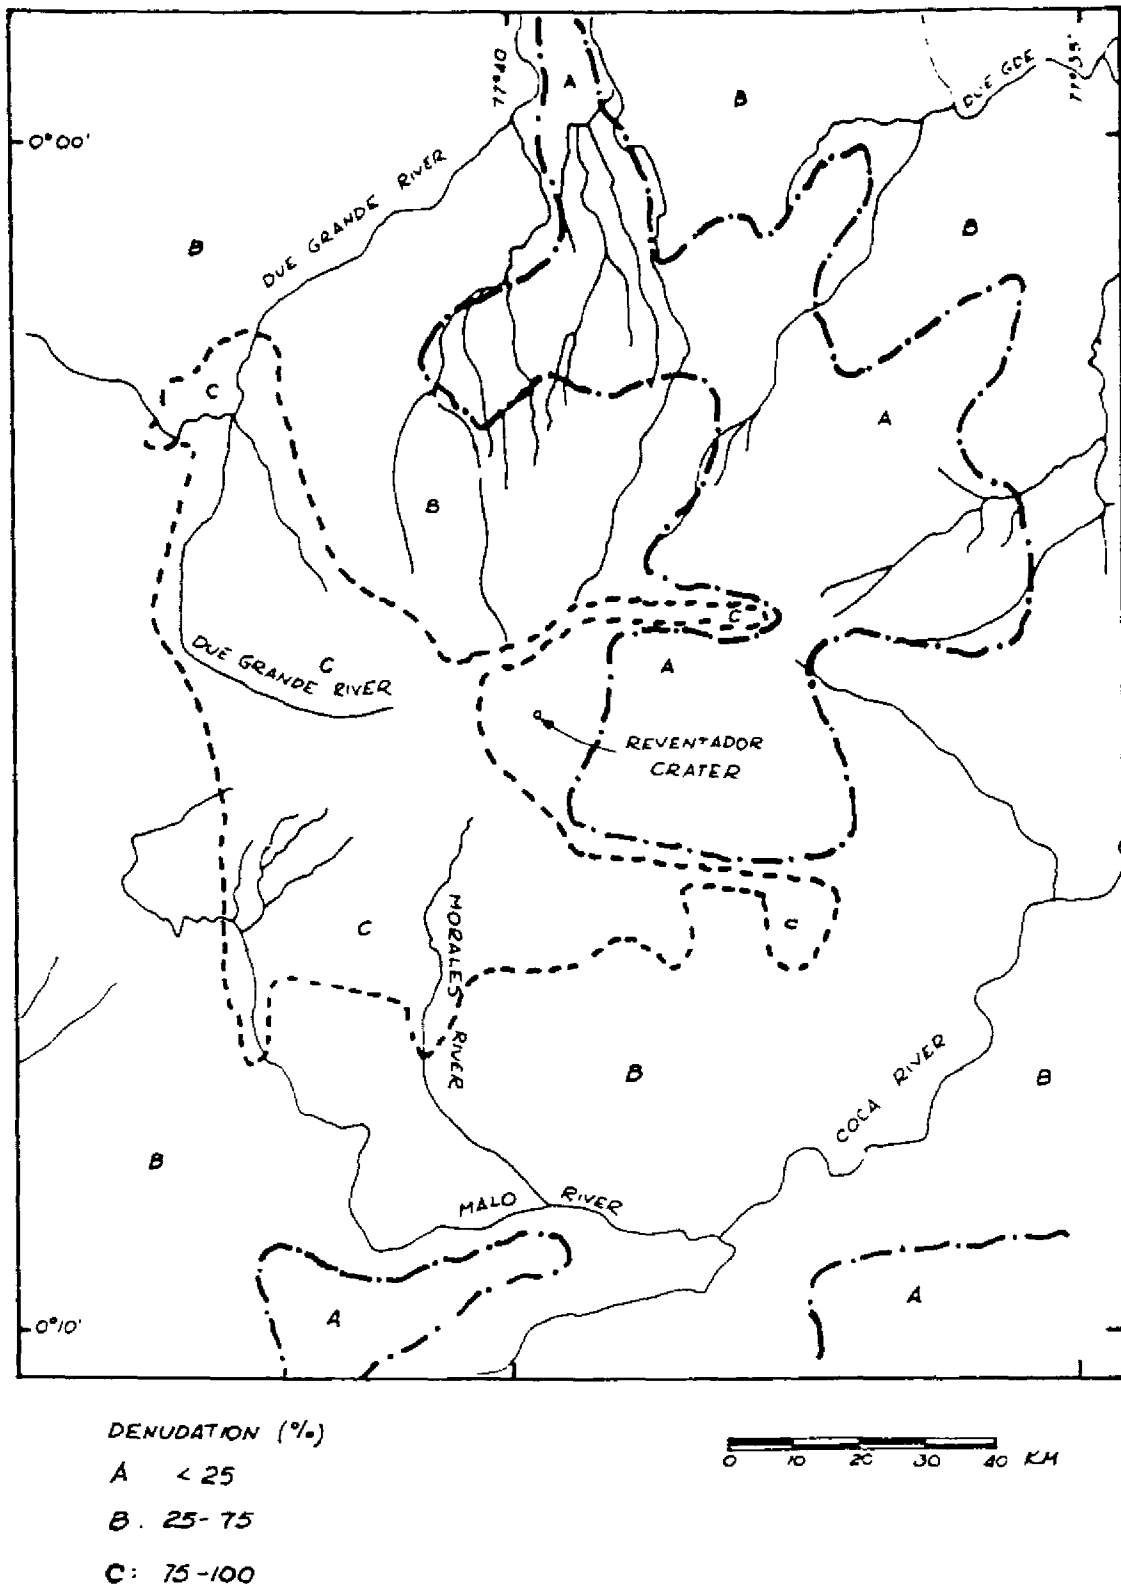 77°40'
77°35'
A
B
DUE GDE
0°00'
DUE GRANDE RIVER
B
B
C
A
B
C
C
DUE GRANDE RIVER
A
REVENTADOR
CRATER
MORALES RIVER
C
C
B
COCA RIVER
B
B
MALO RIVER
A
A
0°10'
DENUDATION (%)
A < 25
B. 25-75
C: 75-100
0 10 20 30 40 KM